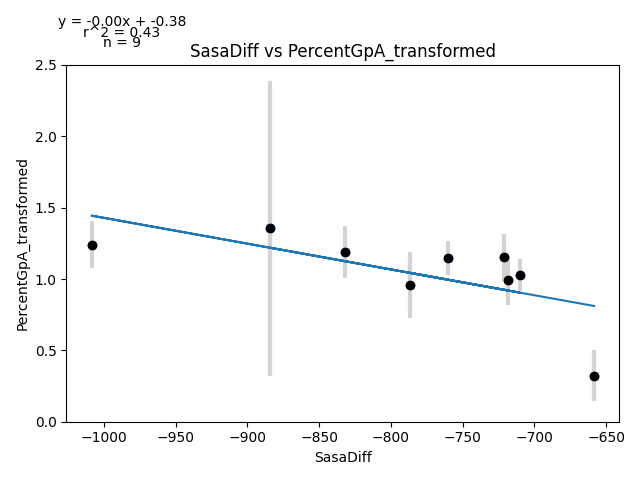 y = -0.00x + -0.38
r^2 = 0.43
n = 9
SasaDiff vs PercentGpA_transformed
2.5
2.0
1.5
1.0
0.5
0.0
PercentGpA_transformed
−1000
−950
−900
−850
−800
−750
−700
−650
SasaDiff